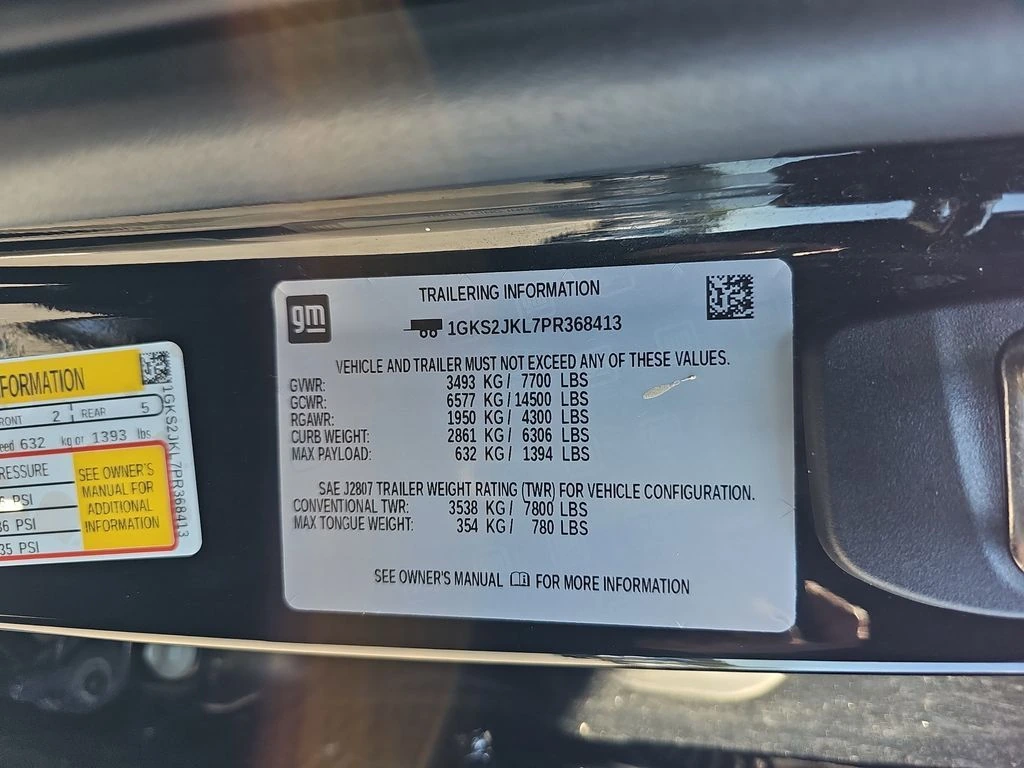 gm
TRAILERING INFORMATION
1GKS2JKL7PR368413
VEHICLE AND TRAILER MUST NOT EXCEED ANY OF THESE VALUES.
GVWR: 3493 KG / 7700 LBS
GCWR: 6577 KG / 14500 LBS
RGAWR: 1950 KG / 4300 LBS
CURB WEIGHT: 2861 KG / 6306 LBS
MAX PAYLOAD: 632 KG / 1394 LBS
SAE J2807 TRAILER WEIGHT RATING (TWR) FOR VEHICLE CONFIGURATION.
CONVENTIONAL TWR: 3538 KG / 7800 LBS
MAX TONGUE WEIGHT: 354 KG / 780 LBS
SEE OWNER'S MANUAL FOR MORE INFORMATION
2 REAR 5
632 kg or 1393 lbs
SEE OWNER'S
MANUAL FOR
ADDITIONAL
INFORMATION
PSI
PSI
35 PSI
1GKS2JKL7PR368413